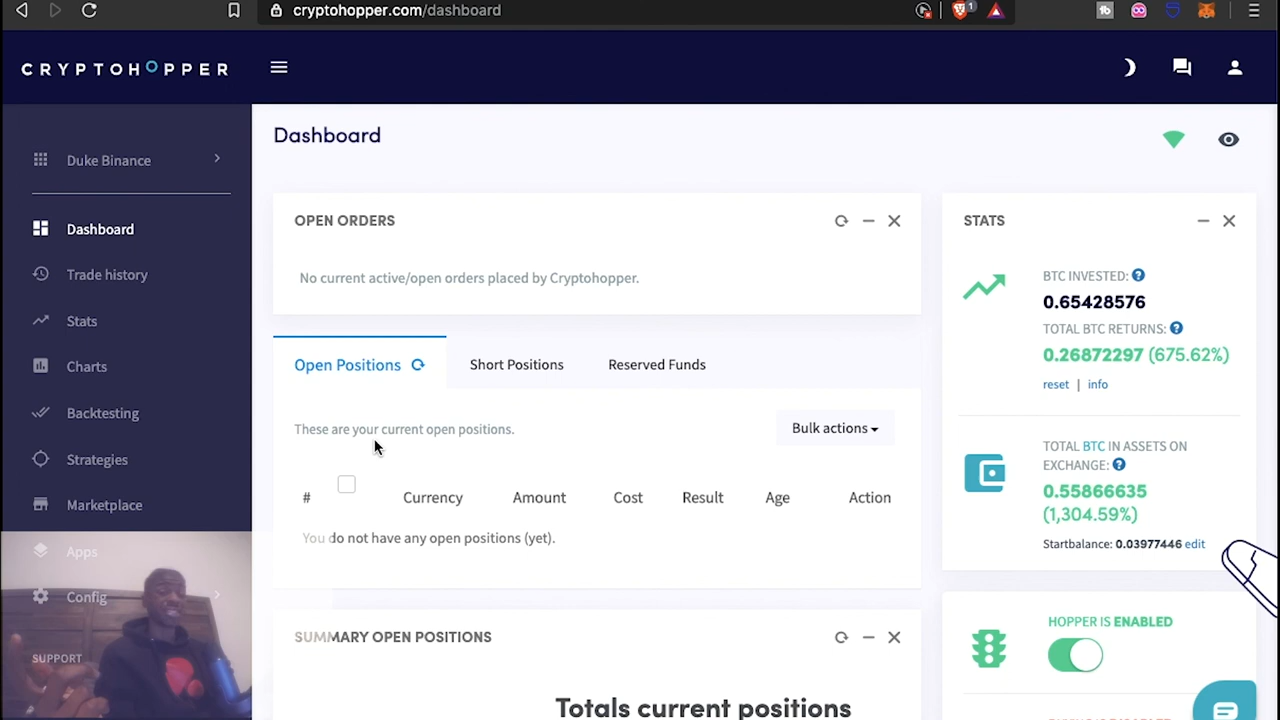 cryptohopper.com/dashboard
1
CRYPTOHOPPER
Duke Binance
Dashboard
Trade history
Stats
Charts
Backtesting
Strategies
Marketplace
Apps
Config
SUPPORT
Dashboard
OPEN ORDERS
No current active/open orders placed by Cryptohopper.
Open Positions
Short Positions
Reserved Funds
These are your current open positions.
Bulk actions
# Currency Amount Cost Result Age Action
You do not have any open positions (yet).
SUMMARY OPEN POSITIONS
Totals current positions
STATS
BTC INVESTED:
0.65428576
TOTAL BTC RETURNS:
0.26872297 (675.62%)
reset | info
TOTAL BTC IN ASSETS ON
EXCHANGE:
0.55866635
(1,304.59%)
Startbalance: 0.03977446 edit
HOPPER IS ENABLED